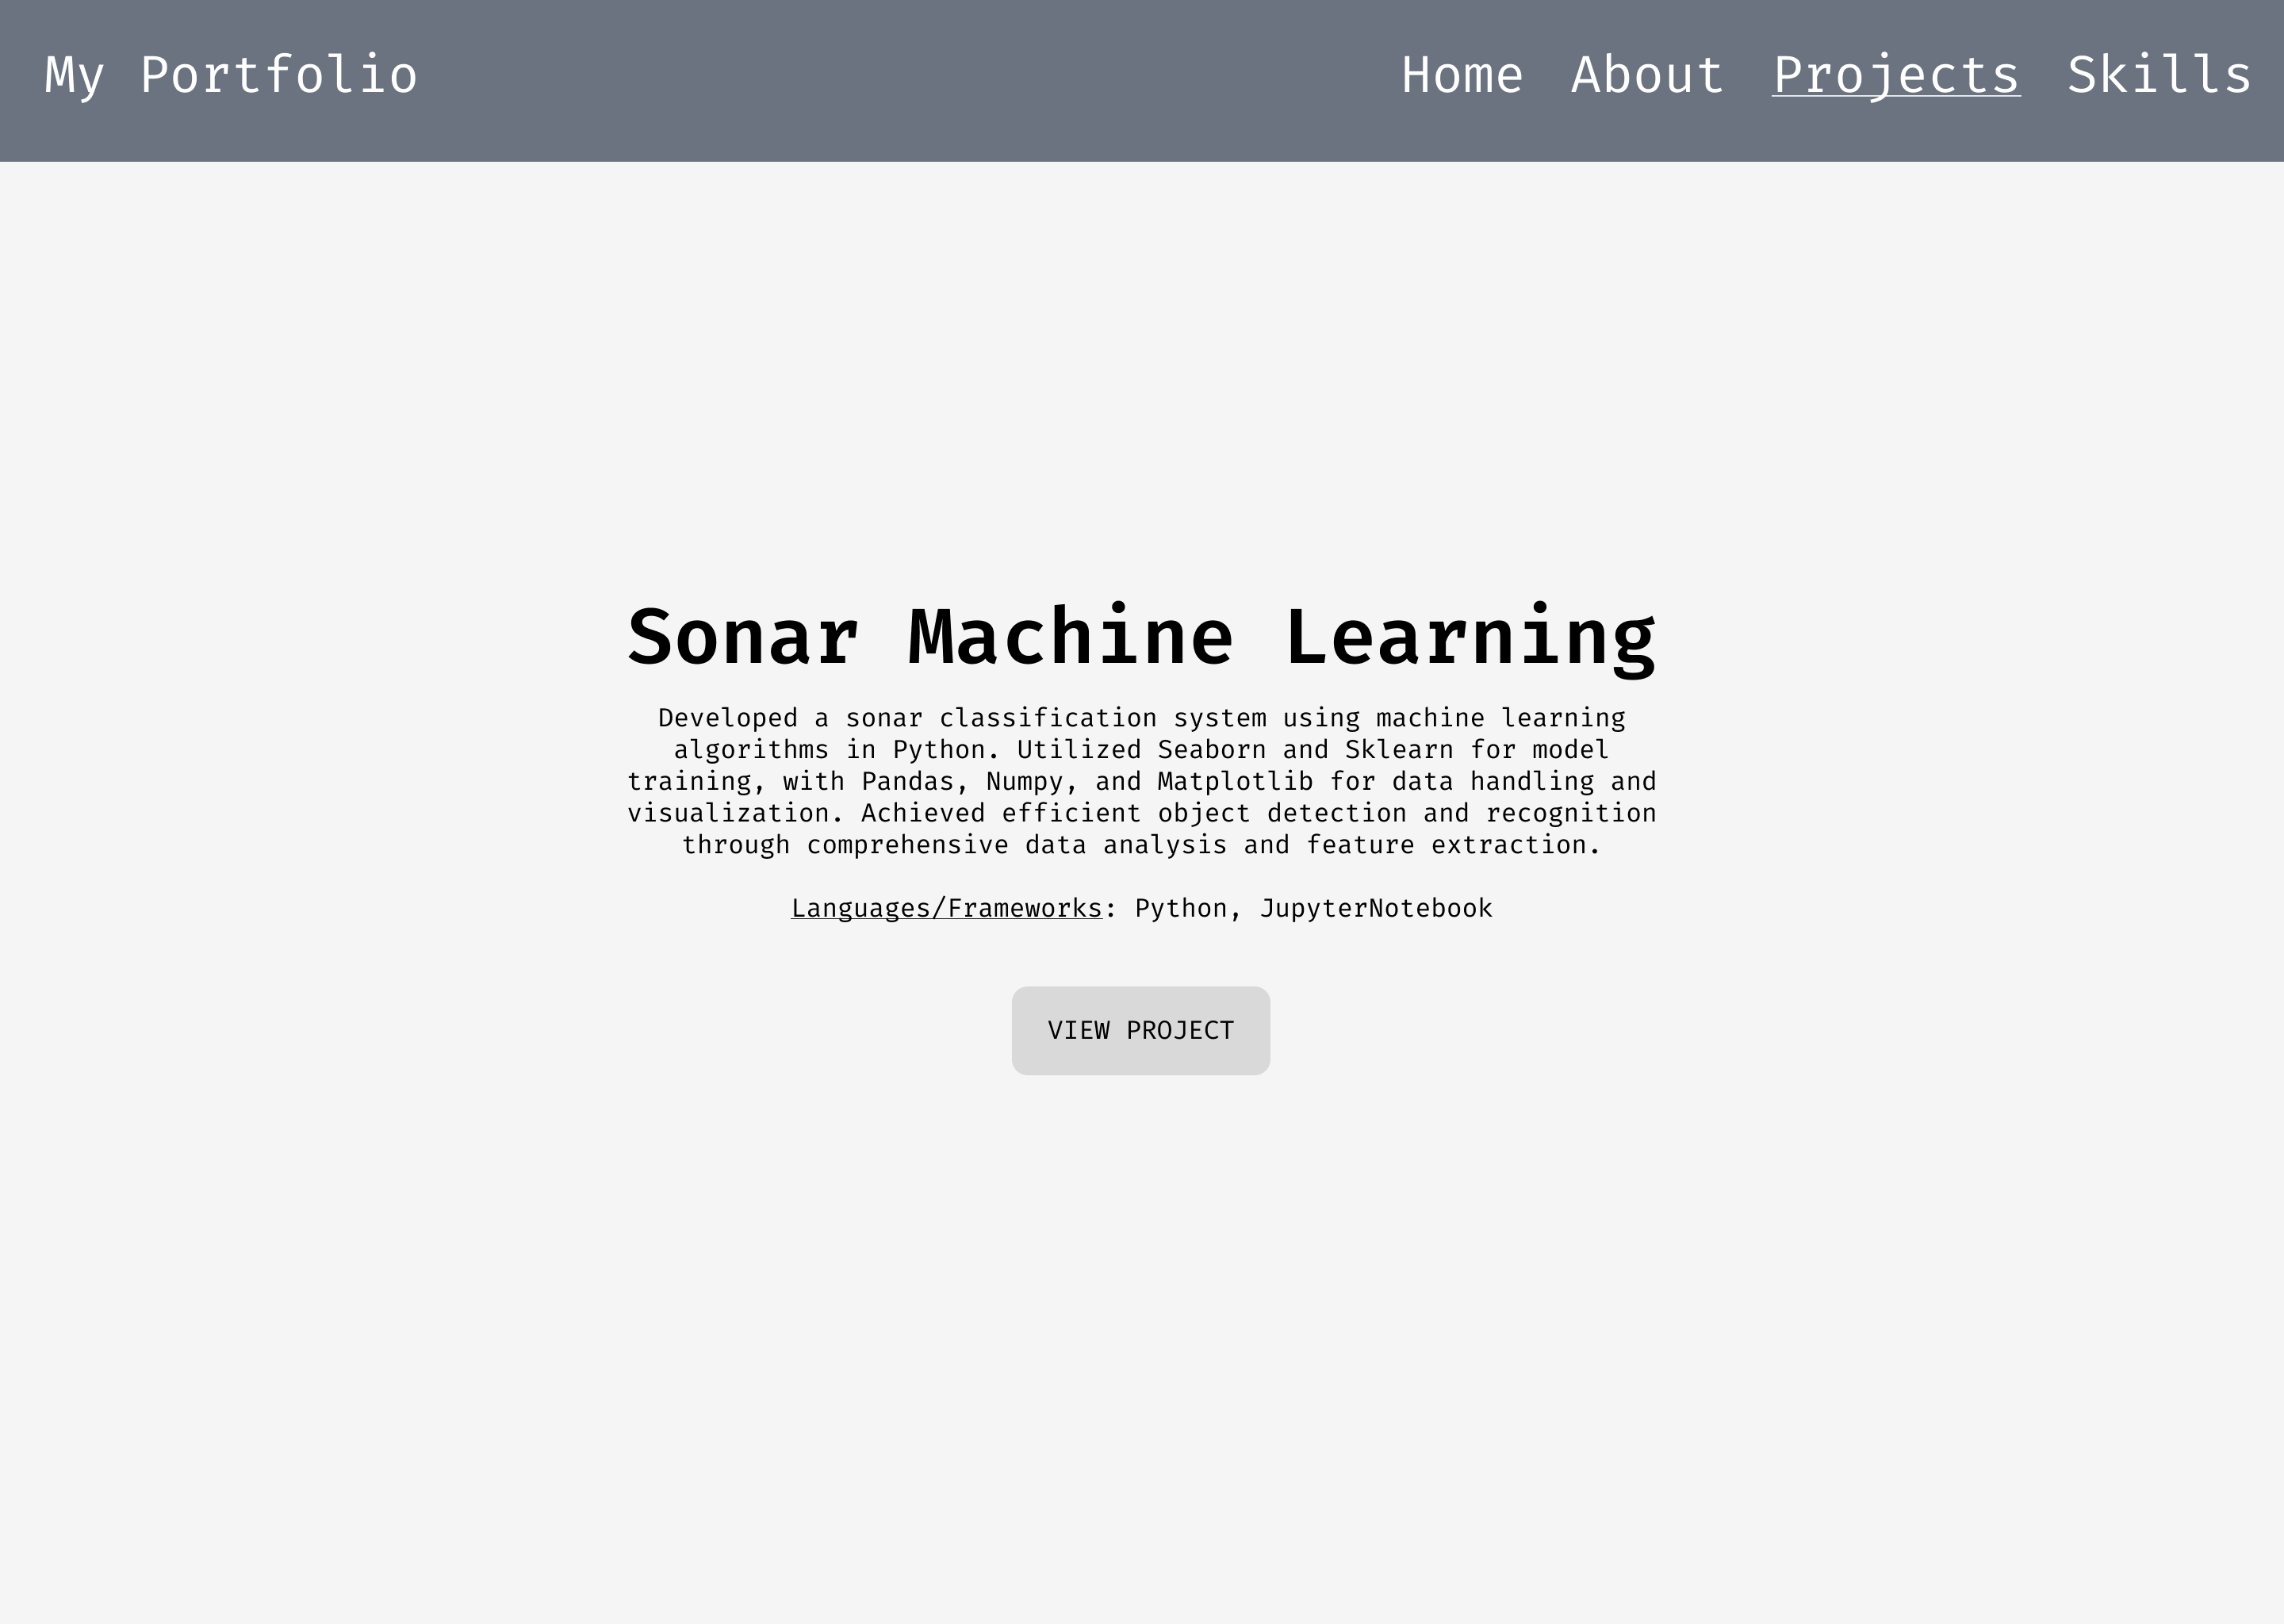 My Portfolio
Home About Projects Skills
Sonar Machine Learning
Developed a sonar classification system using machine learning
algorithms in Python. Utilized Seaborn and Sklearn for model
training, with Pandas, Numpy, and Matplotlib for data handling and
visualization. Achieved efficient object detection and recognition
through comprehensive data analysis and feature extraction.
Languages/Frameworks: Python, JupyterNotebook
VIEW PROJECT